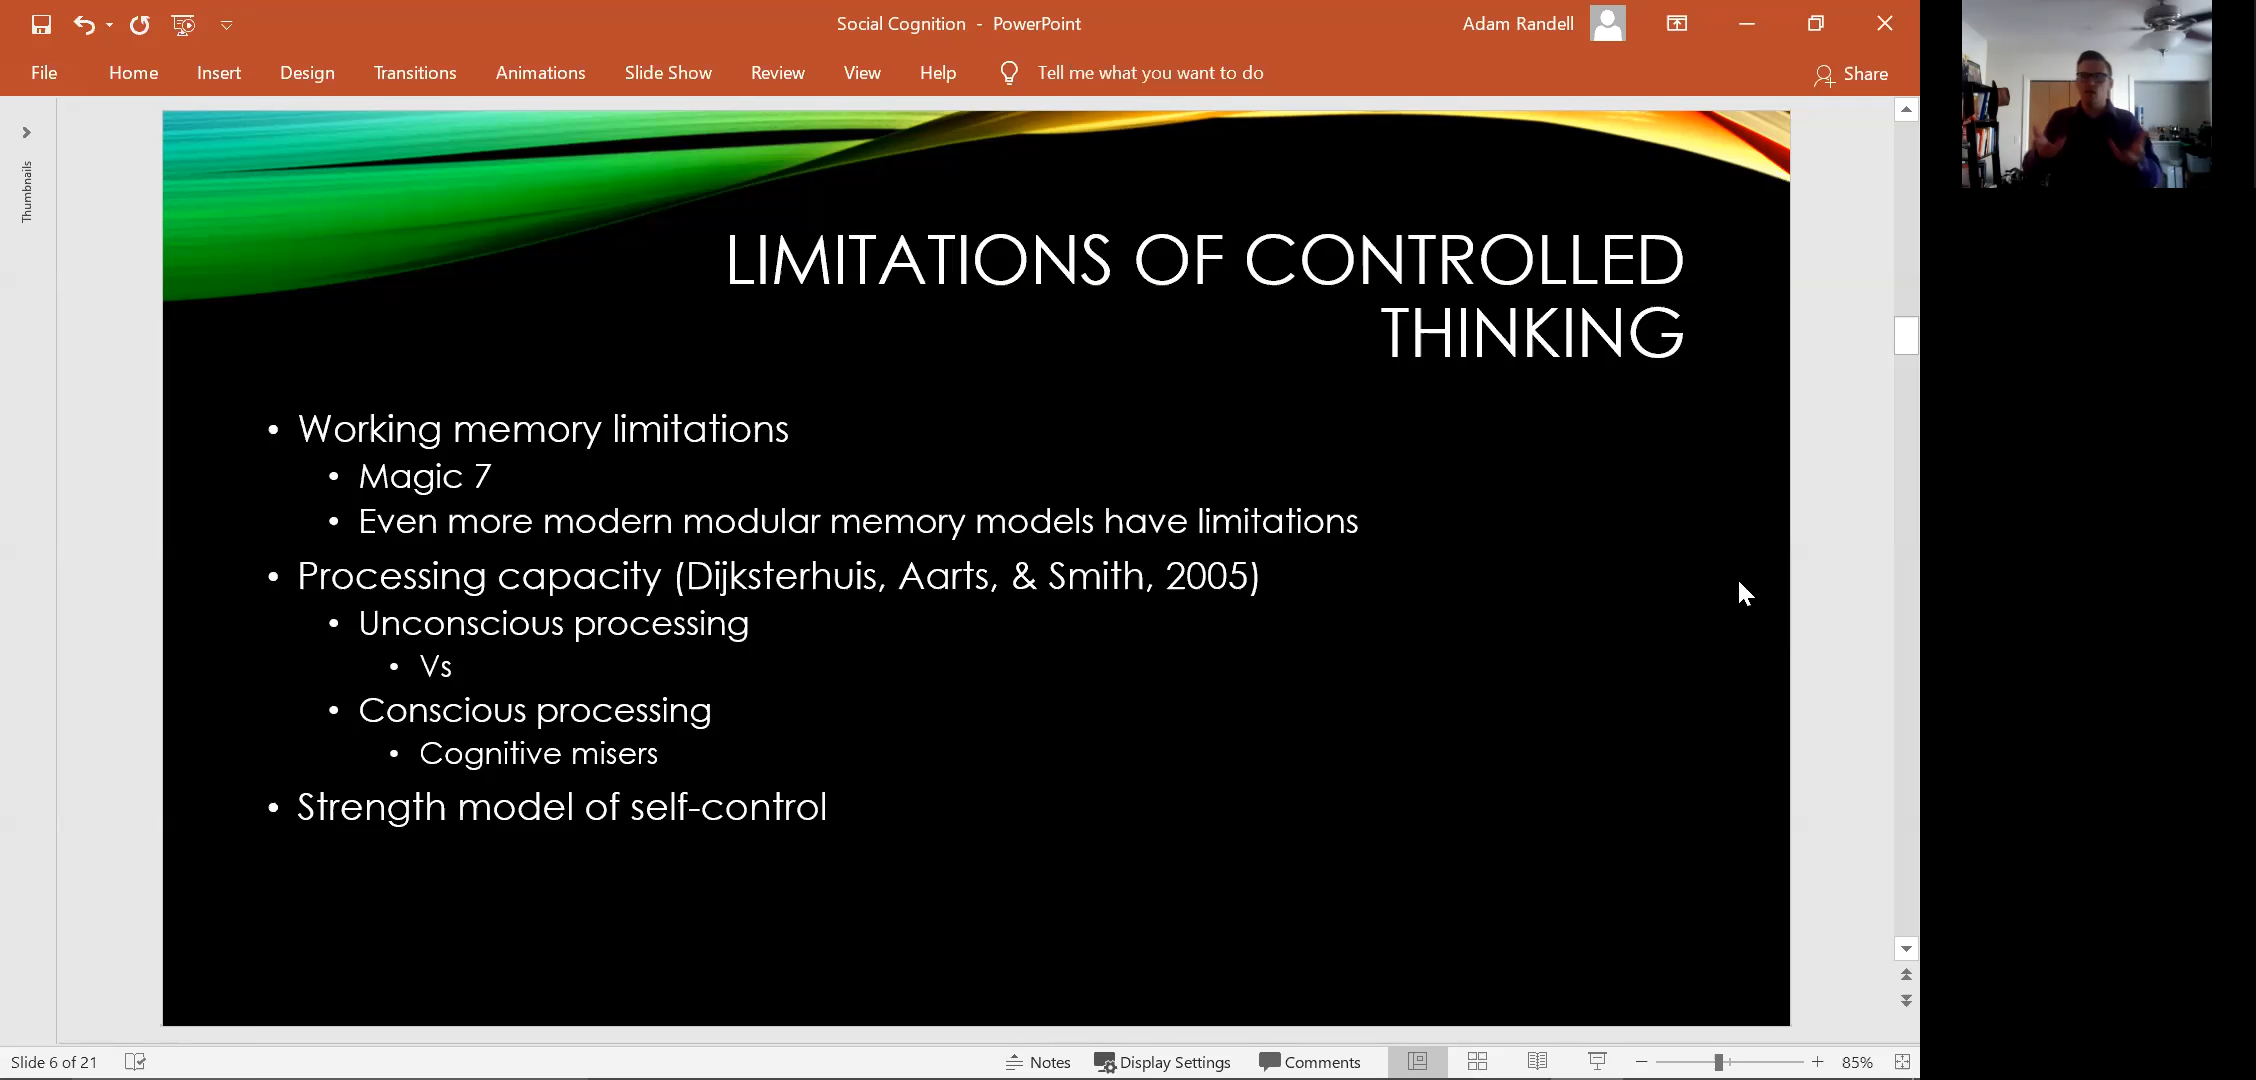 Social Cognition - PowerPoint
Adam Randell
File Home Insert Design Transitions Animations Slide Show Review View Help Tell me what you want to do Share
Thumbnails
LIMITATIONS OF CONTROLLED
THINKING
• Working memory limitations
• Magic 7
• Even more modern modular memory models have limitations
• Processing capacity (Dijksterhuis, Aarts, & Smith, 2005)
• Unconscious processing
• Vs
• Conscious processing
• Cognitive misers
• Strength model of self-control
Slide 6 of 21 Notes Display Settings Comments 85%